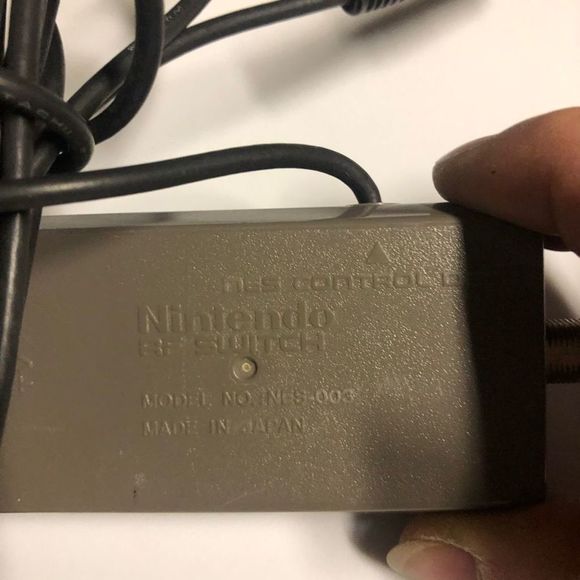 NES CONTROL
Nintendo
RF SWITCH
MODEL NO. NES-003
MADE IN JAPAN